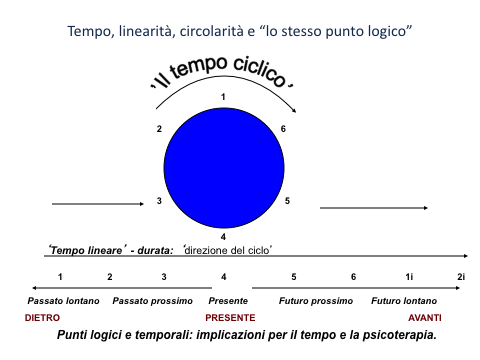 Tempo, linearità, circolarità e “lo stesso punto logico”
‘Il tempo ciclico’
1
2
6
3
5
4
‘Tempo lineare’ - durata: ‘direzione del ciclo’
1 2 3 4 5 6 1i 2i
Passato lontano Passato prossimo Presente Futuro prossimo Futuro lontano
DIETRO PRESENTE AVANTI
Punti logici e temporali: implicazioni per il tempo e la psicoterapia.